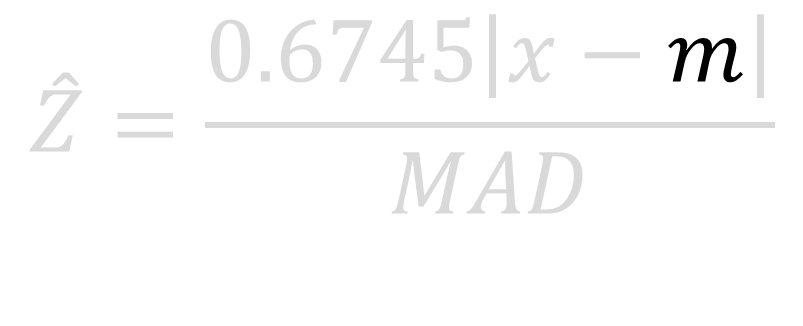 Ẑ = 0.6745|x − m|
MAD